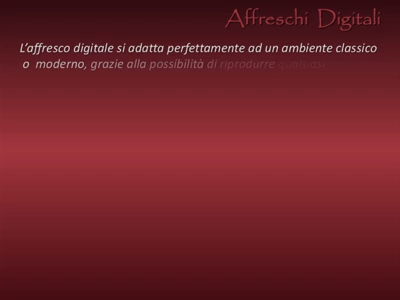 Affreschi Digitali
L'affresco digitale si adatta perfettamente ad un ambiente classico
o moderno, grazie alla possibilità di riprodurre